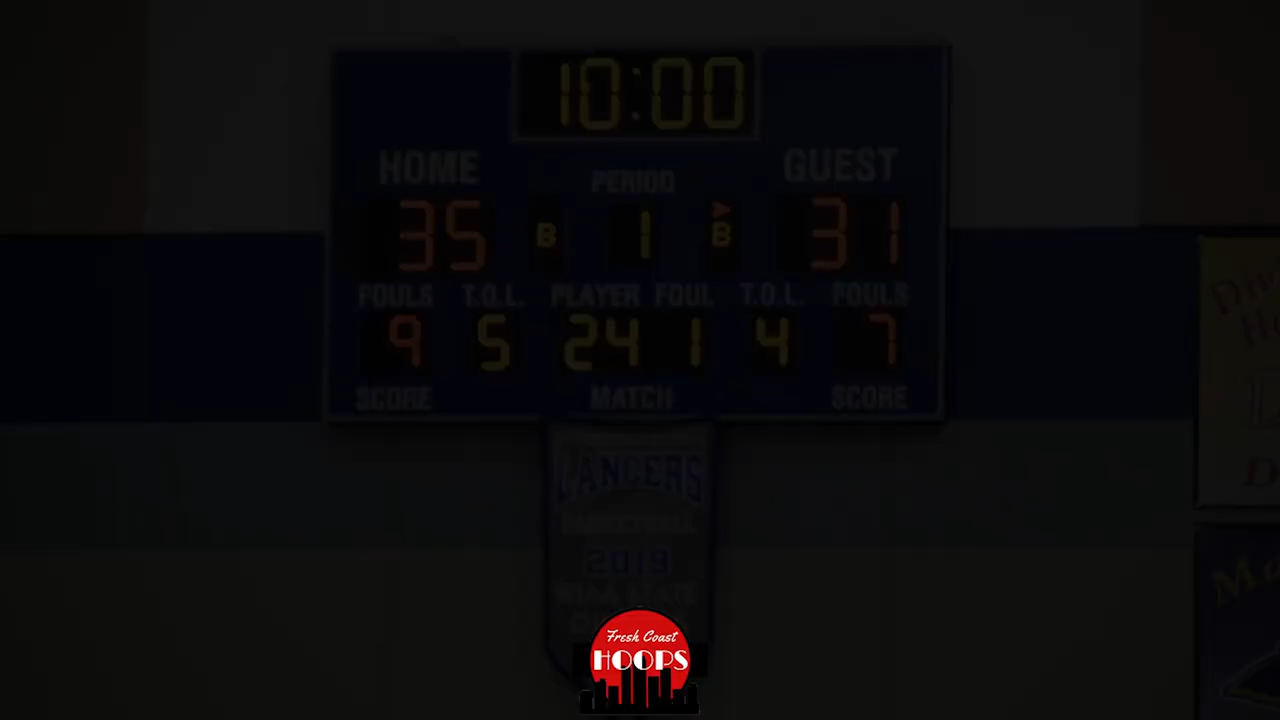 10:00
HOME
PERIOD
GUEST
35
B
1
B
31
FOULS
T.O.L.
PLAYER FOUL
T.O.L.
FOULS
9
5
24
1
4
7
SCORE
MATCH
SCORE
LANCERS
2019
Fresh Coast
HOOPS